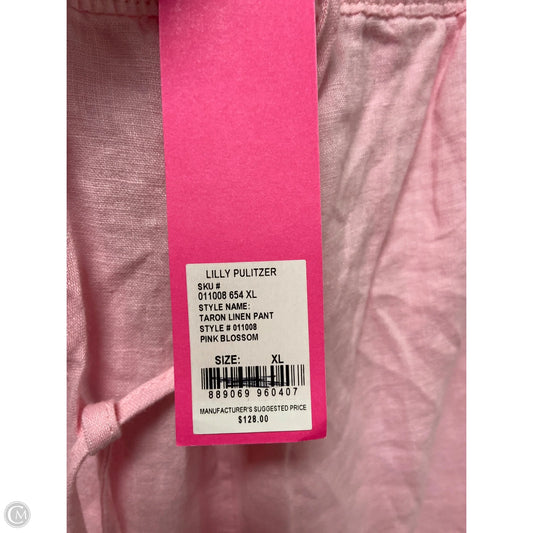 LILLY PULITZER
SKU #
011008 654 XL
STYLE NAME:
TARON LINEN PANT
STYLE # 011008
PINK BLOSSOM
SIZE: XL
889069 960407
MANUFACTURER'S SUGGESTED PRICE
$128.00
CM